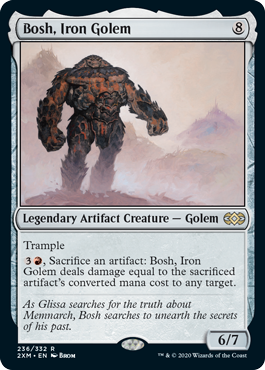 Bosh, Iron Golem 8
Legendary Artifact Creature — Golem
Trample
3, Sacrifice an artifact: Bosh, Iron
Golem deals damage equal to the sacrificed
artifact's converted mana cost to any target.
As Glissa searches for the truth about
Memnarch, Bosh searches to unearth the secrets
of his past.
6/7
236/332 R
2XM • EN Brom
™ & © 2020 Wizards of the Coast